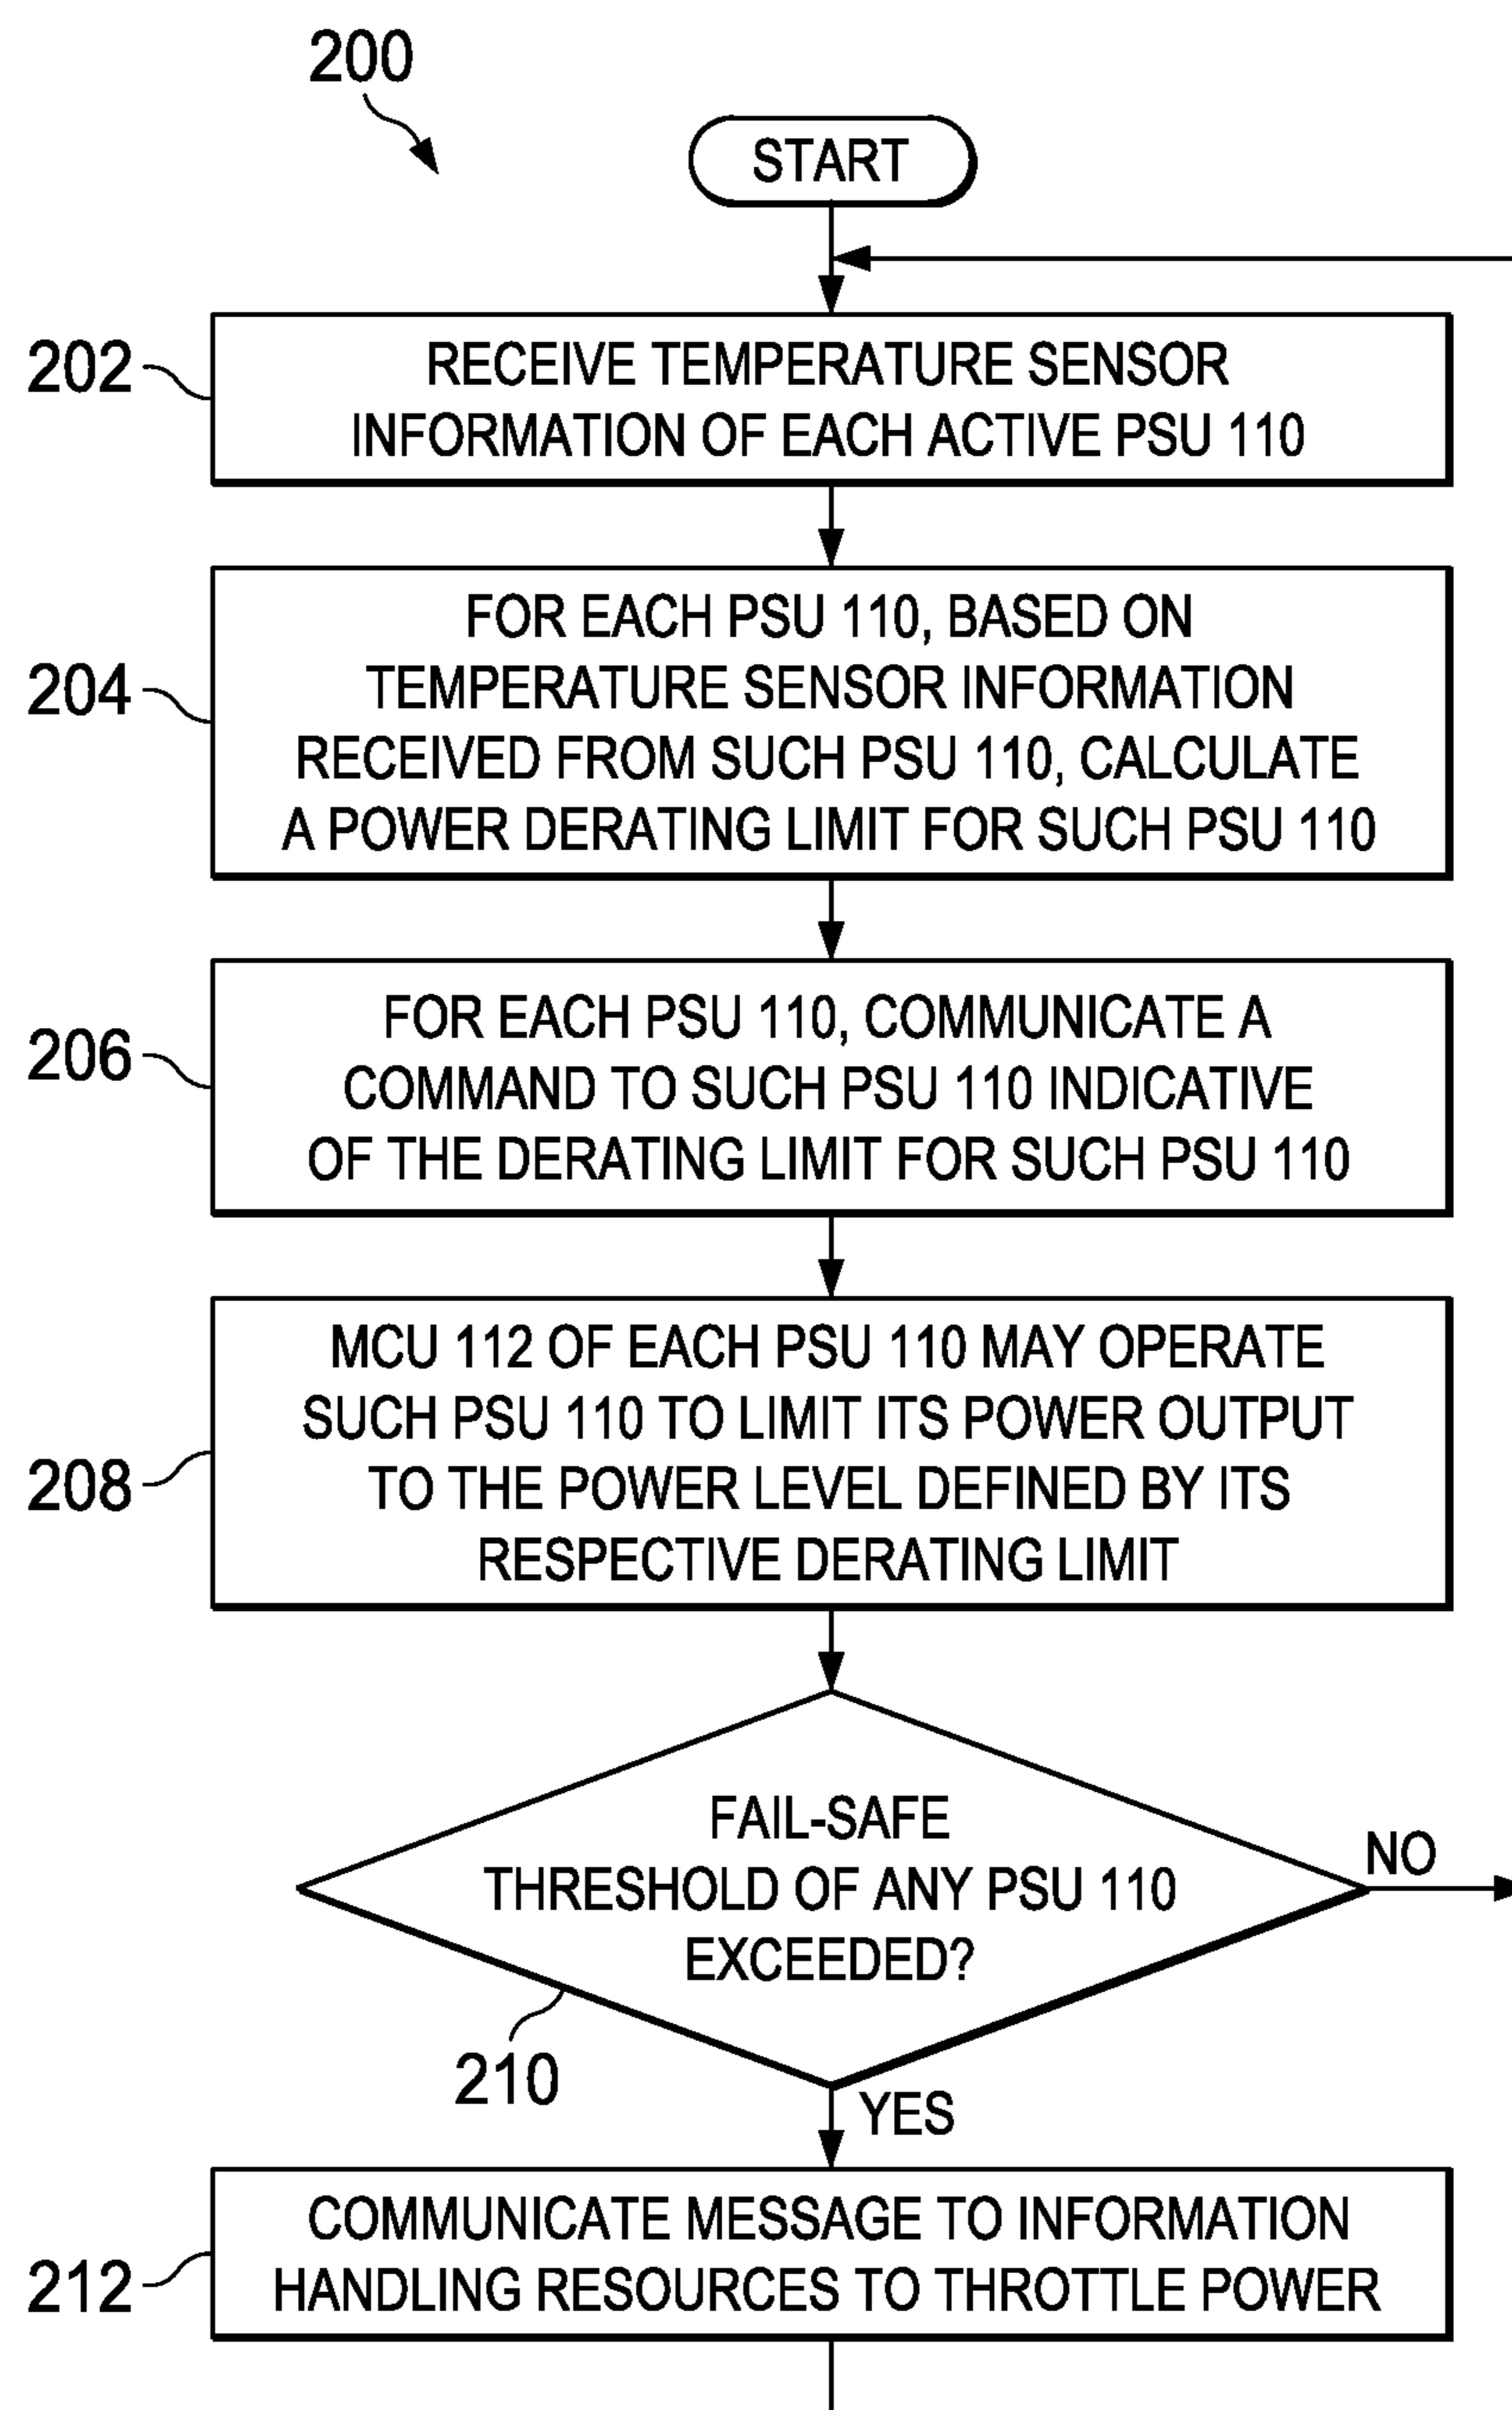 200
START
202
RECEIVE TEMPERATURE SENSOR
INFORMATION OF EACH ACTIVE PSU 110
204
FOR EACH PSU 110, BASED ON
TEMPERATURE SENSOR INFORMATION
RECEIVED FROM SUCH PSU 110, CALCULATE
A POWER DERATING LIMIT FOR SUCH PSU 110
206
FOR EACH PSU 110, COMMUNICATE A
COMMAND TO SUCH PSU 110 INDICATIVE
OF THE DERATING LIMIT FOR SUCH PSU 110
208
MCU 112 OF EACH PSU 110 MAY OPERATE
SUCH PSU 110 TO LIMIT ITS POWER OUTPUT
TO THE POWER LEVEL DEFINED BY ITS
RESPECTIVE DERATING LIMIT
FAIL-SAFE
THRESHOLD OF ANY PSU 110
EXCEEDED?
NO
210
YES
212
COMMUNICATE MESSAGE TO INFORMATION
HANDLING RESOURCES TO THROTTLE POWER